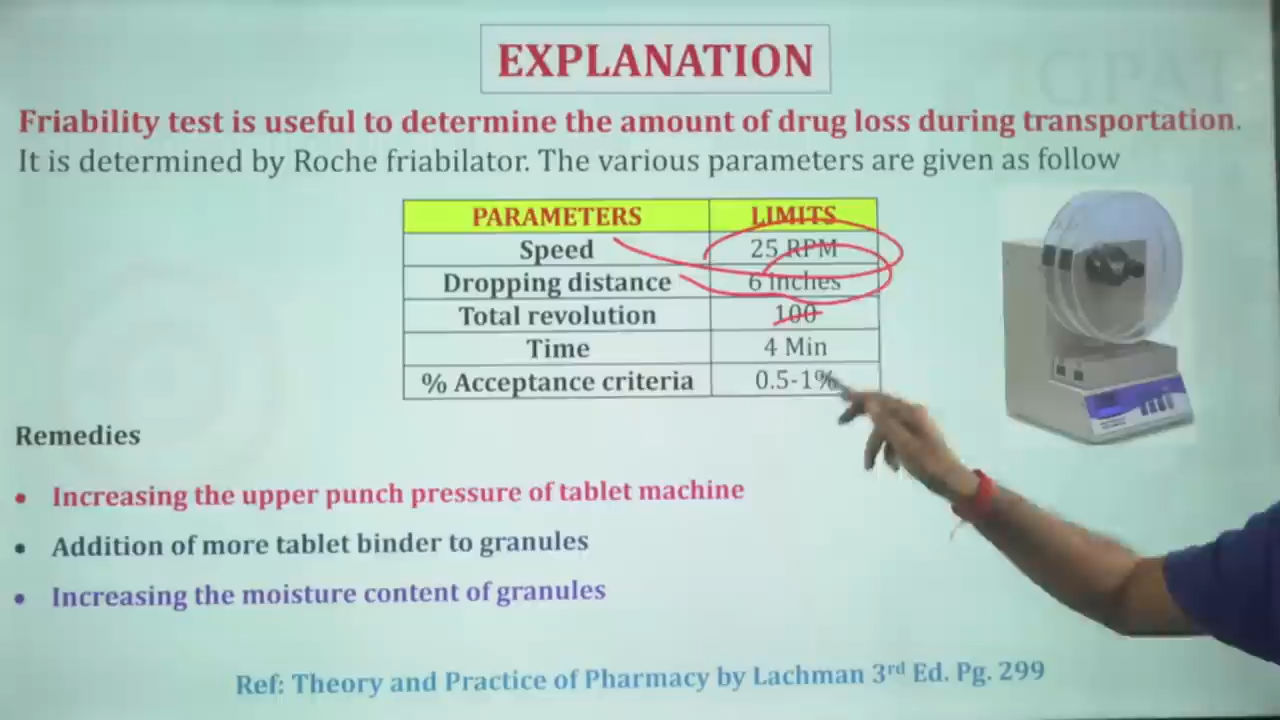 GPAT
EXPLANATION
Friability test is useful to determine the amount of drug loss during transportation.
It is determined by Roche friabilator. The various parameters are given as follow
PARAMETERS LIMITS
Speed 25 RPM
Dropping distance 6 inches
Total revolution 100
Time 4 Min
% Acceptance criteria 0.5-1%
Remedies
• Increasing the upper punch pressure of tablet machine
• Addition of more tablet binder to granules
• Increasing the moisture content of granules
Ref: Theory and Practice of Pharmacy by Lachman 3rd Ed. Pg. 299